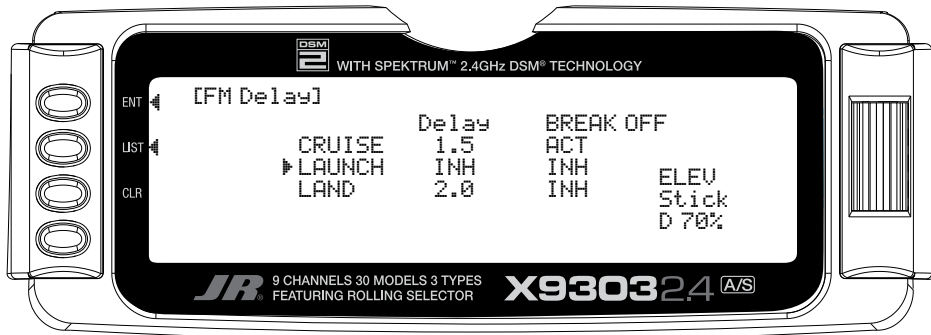 DSM
2
WITH SPEKTRUM™ 2.4GHz DSM® TECHNOLOGY
ENT
LIST
CLR
[FM Delay]
Delay BREAK OFF
CRUISE 1.5 ACT
LAUNCH INH INH
LAND 2.0 INH
ELEV
Stick
D 70%
JR®
9 CHANNELS 30 MODELS 3 TYPES
FEATURING ROLLING SELECTOR
X9303 2.4 A/S